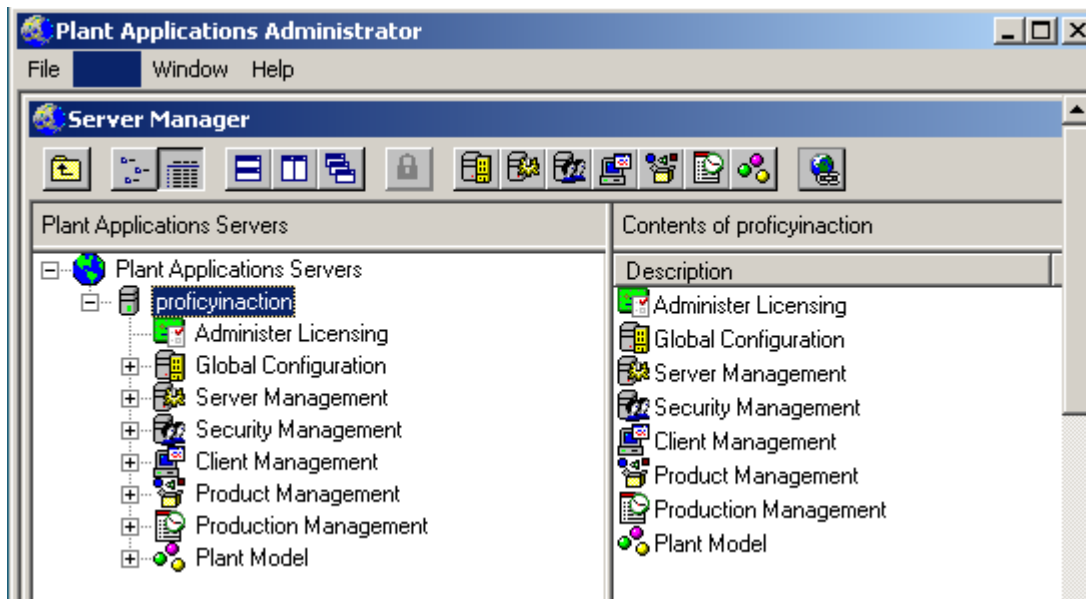 Plant Applications Administrator
File Window Help
Server Manager
Plant Applications Servers
Contents of proficyinaction
Plant Applications Servers
proficyinaction
Administer Licensing
Global Configuration
Server Management
Security Management
Client Management
Product Management
Production Management
Plant Model
Description
Administer Licensing
Global Configuration
Server Management
Security Management
Client Management
Product Management
Production Management
Plant Model